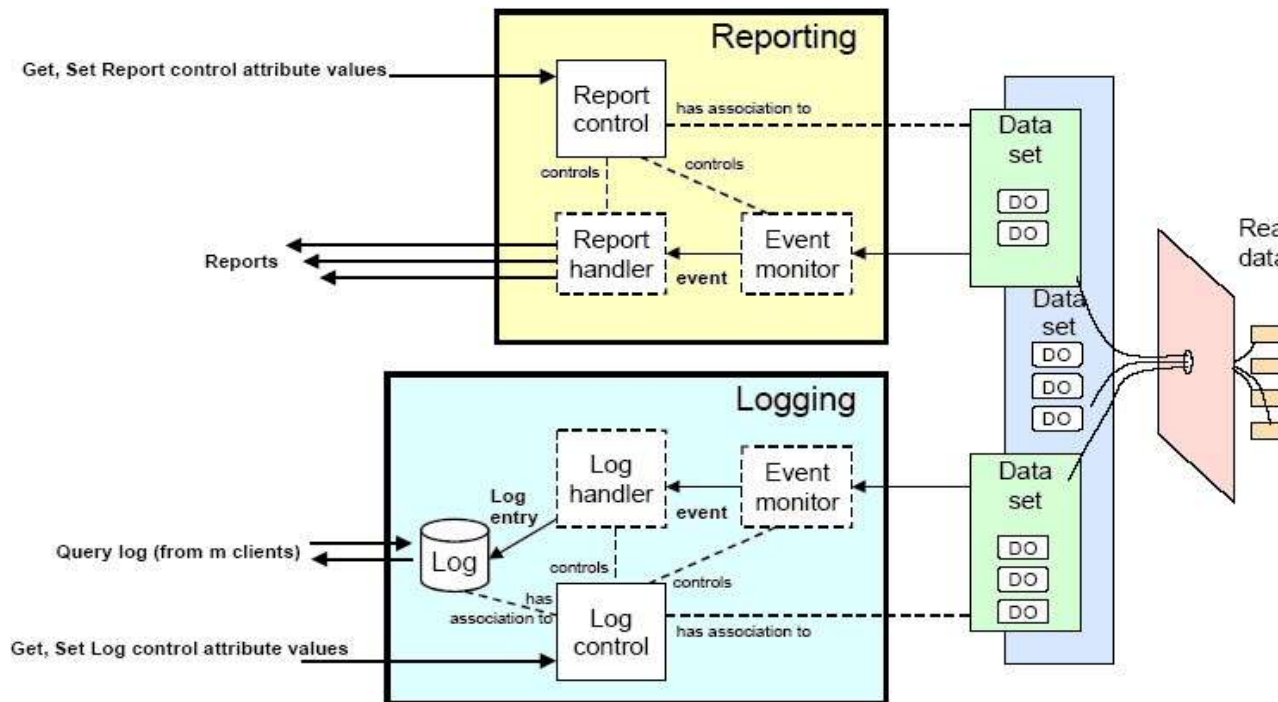 Reporting
Get, Set Report control attribute values
Report
control
has association to
controls
controls
Reports
Report
handler
event
Event
monitor
Data
set
DO
DO
Data
set
DO
DO
DO
Logging
Log
handler
event
Event
monitor
Log
entry
Query log (from m clients)
Log
controls
controls
has
association to
Log
control
has association to
Get, Set Log control attribute values
Data
set
DO
DO
DO
data